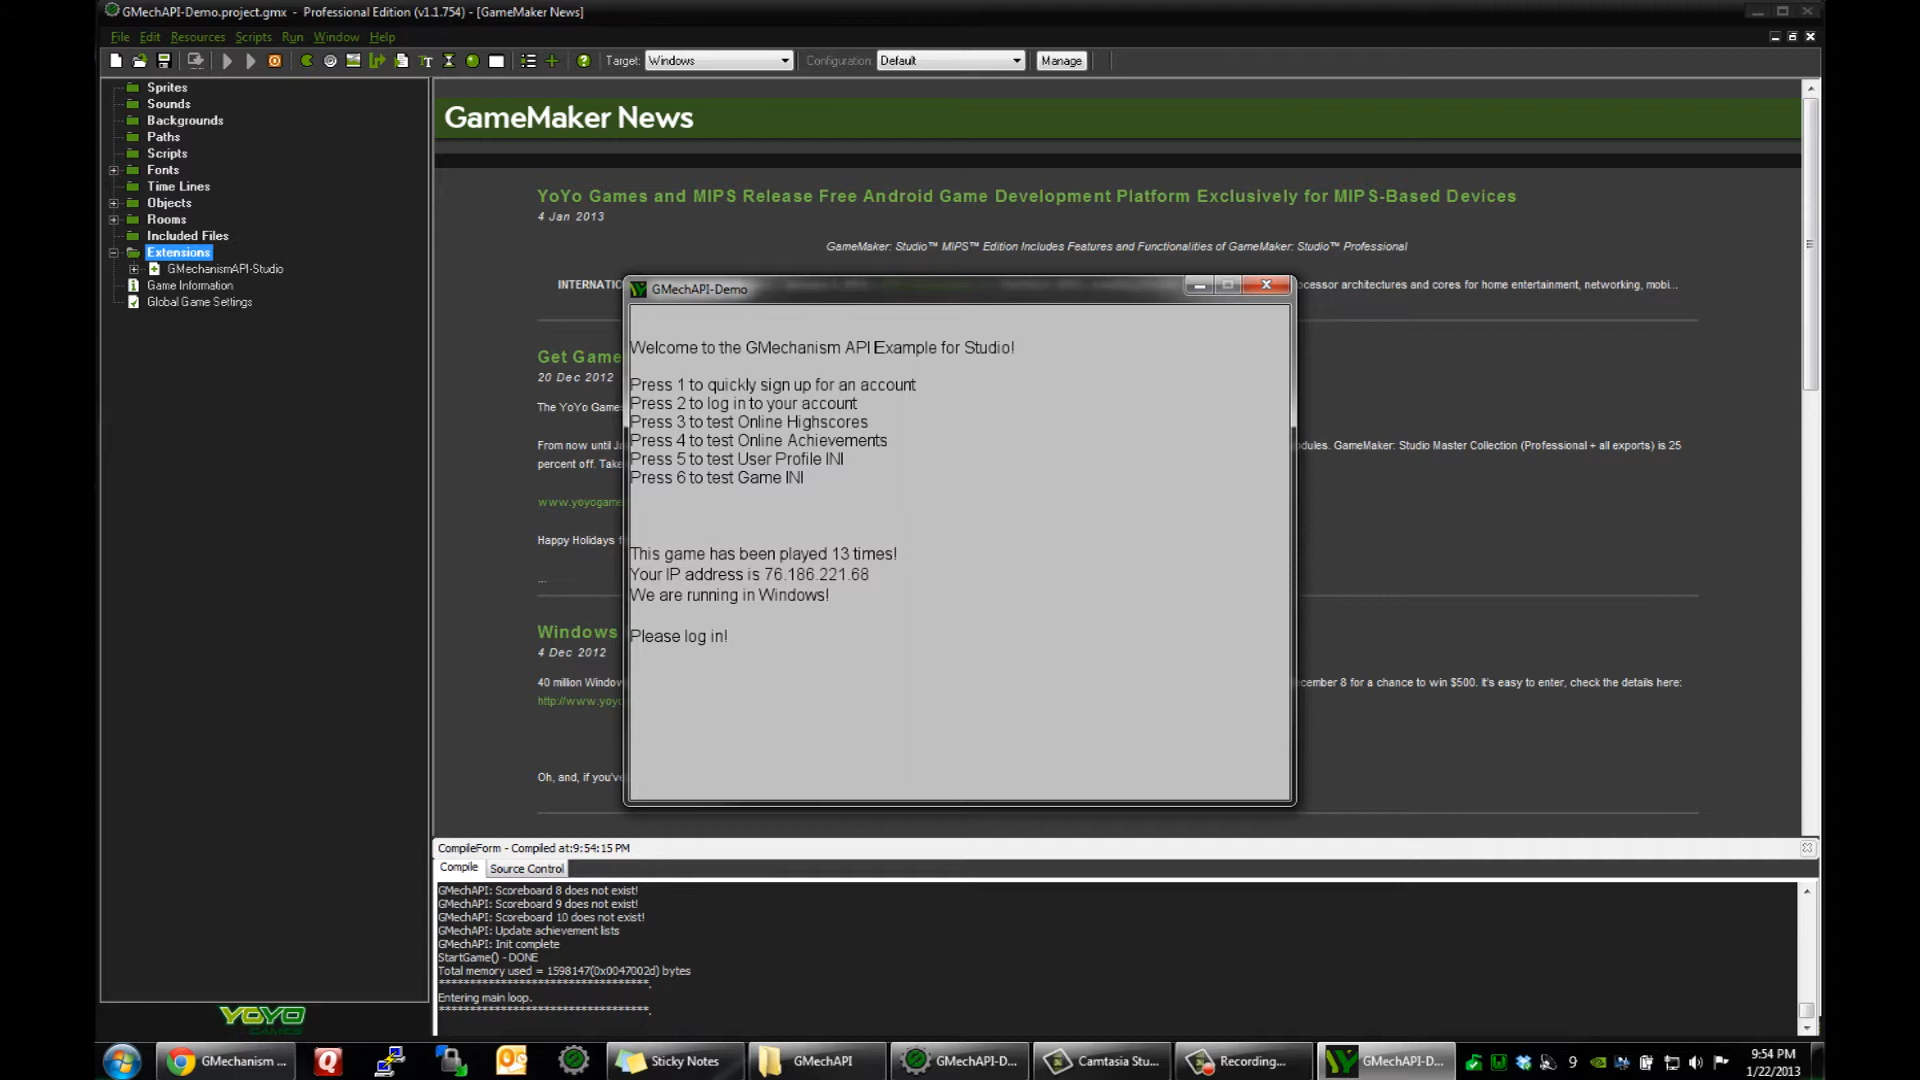 GMechAPI-Demo.project.gmx - Professional Edition (v1.1.754) - [GameMaker News]
File Edit Resources Scripts Run Window Help
Target: Windows Configuration: Default Manage
Sprites
Sounds
Backgrounds
Paths
Scripts
Fonts
Time Lines
Objects
Rooms
Included Files
Extensions
GMechanismAPI-Studio
Game Information
Global Game Settings
GameMaker News
YoYo Games and MIPS Release Free Android Game Development Platform Exclusively for MIPS-Based Devices
4 Jan 2013
GameMaker: Studio™ MIPS™ Edition Includes Features and Functionalities of GameMaker: Studio™ Professional
processor architectures and cores for home entertainment, networking, mobi...
Get Game
20 Dec 2012
The YoYo Game
From now until
modules. GameMaker: Studio Master Collection (Professional + all exports) is 25
percent off. Take
www.yoyogame
Happy Holidays
...
Windows
4 Dec 2012
40 million Window
December 8 for a chance to win $500. It's easy to enter, check the details here:
http://www.yoyo
Oh, and, if you've
GMechAPI-Demo
Welcome to the GMechanism API Example for Studio!
Press 1 to quickly sign up for an account
Press 2 to log in to your account
Press 3 to test Online Highscores
Press 4 to test Online Achievements
Press 5 to test User Profile INI
Press 6 to test Game INI
This game has been played 13 times!
Your IP address is 76.186.221.68
We are running in Windows!
Please log in!
CompileForm - Compiled at:9:54:15 PM
Compile Source Control
GMechAPI: Scoreboard 8 does not exist!
GMechAPI: Scoreboard 9 does not exist!
GMechAPI: Scoreboard 10 does not exist!
GMechAPI: Update achievement lists
GMechAPI: Init complete
StartGame() - DONE
Total memory used = 1598147(0x0047002d) bytes
***********************************.
Entering main loop.
***********************************.
YOYO GAMES
GMechanism ... Sticky Notes GMechAPI GMechAPI-D... Camtasia Stu... Recording... GMechAPI-D... 9 9:54 PM
1/22/2013